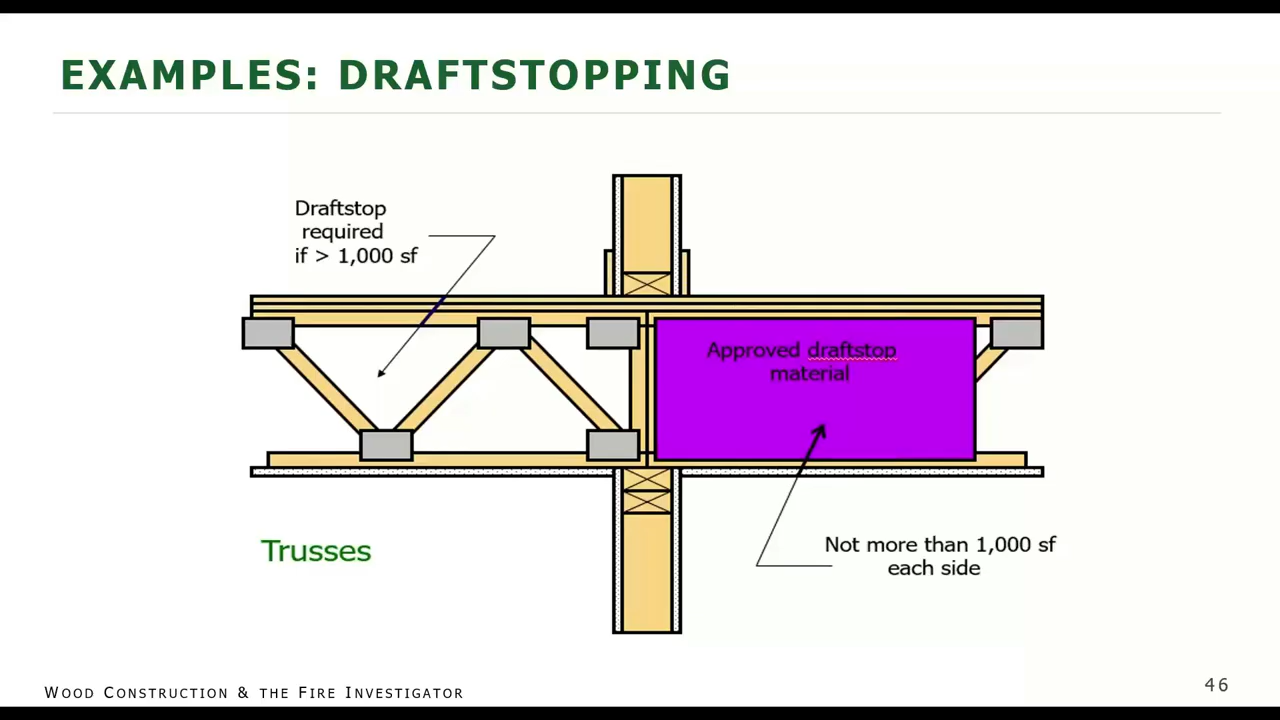 EXAMPLES: DRAFTSTOPPING
Draftstop
required
if > 1,000 sf
Approved draftstop
material
Not more than 1,000 sf
each side
Trusses
WOOD CONSTRUCTION & THE FIRE INVESTIGATOR
46